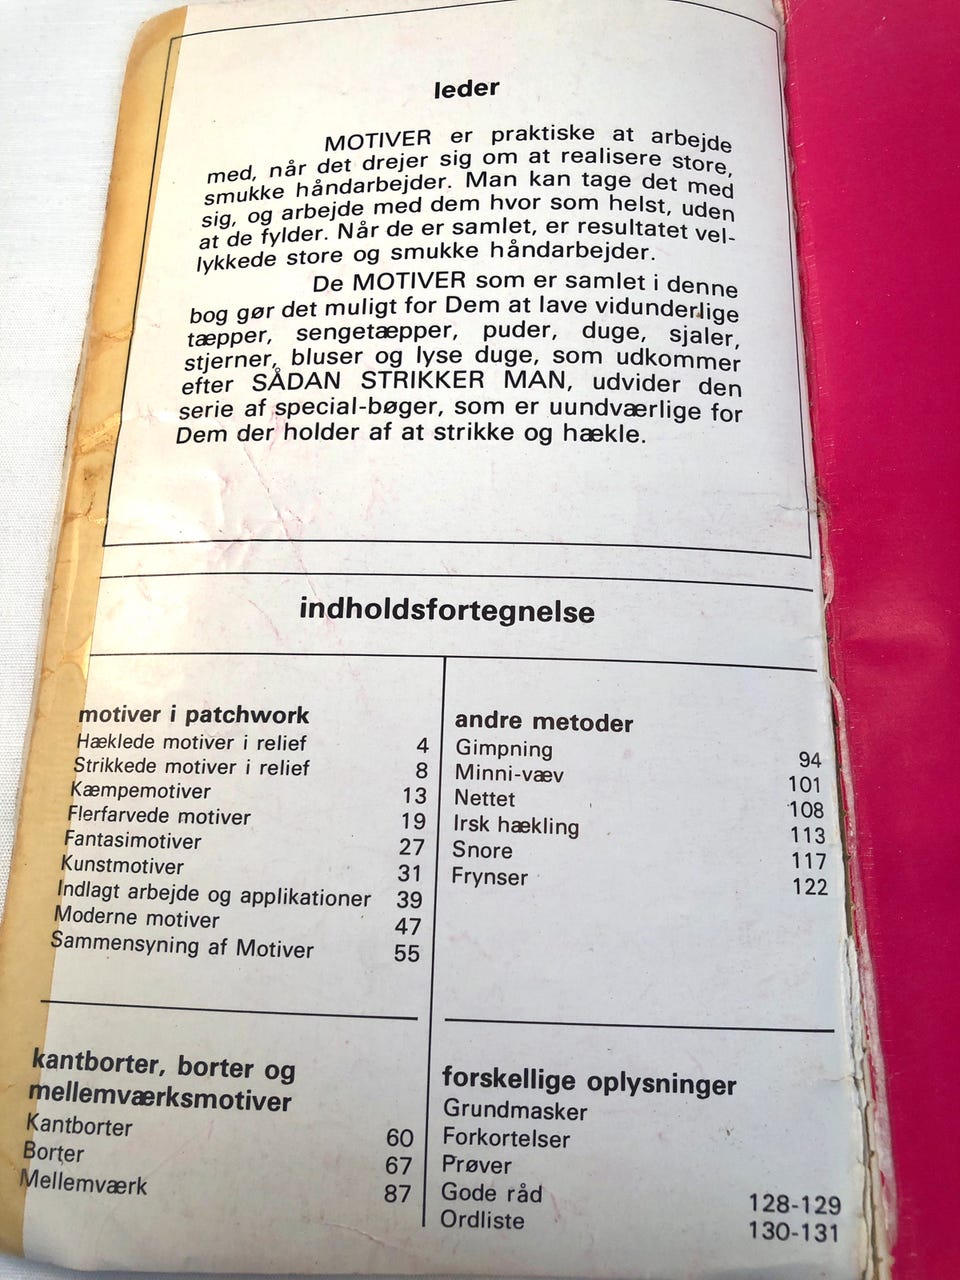 leder
MOTIVER er praktiske at arbejde
med, når det drejer sig om at realisere store,
smukke håndarbejder. Man kan tage det med
sig, og arbejde med dem hvor som helst, uden
at de fylder. Når de er samlet, er resultatet vel-
lykkede store og smukke håndarbejder.
De MOTIVER som er samlet i denne
bog gør det muligt for Dem at lave vidunderlige
tæpper, sengetæpper, puder, duge, sjaler,
stjerner, bluser og lyse duge, som udkommer
efter SÅDAN STRIKKER MAN, udvider den
serie af special-bøger, som er uundværlige for
Dem der holder af at strikke og hækle.
indholdsfortegnelse
motiver i patchwork
Hæklede motiver i relief 4
Strikkede motiver i relief 8
Kæmpemotiver 13
Flerfarvede motiver 19
Fantasimotiver 27
Kunstmotiver 31
Indlagt arbejde og applikationer 39
Moderne motiver 47
Sammensyning af Motiver 55
kantborter, borter og
mellemværksmotiver
Kantborter 60
Borter 67
Mellemværk 87
andre metoder
Gimpning 94
Minni-væv 101
Nettet 108
Irsk hækling 113
Snore 117
Frynser 122
forskellige oplysninger
Grundmasker
Forkortelser
Prøver
Gode råd 128-129
Ordliste 130-131